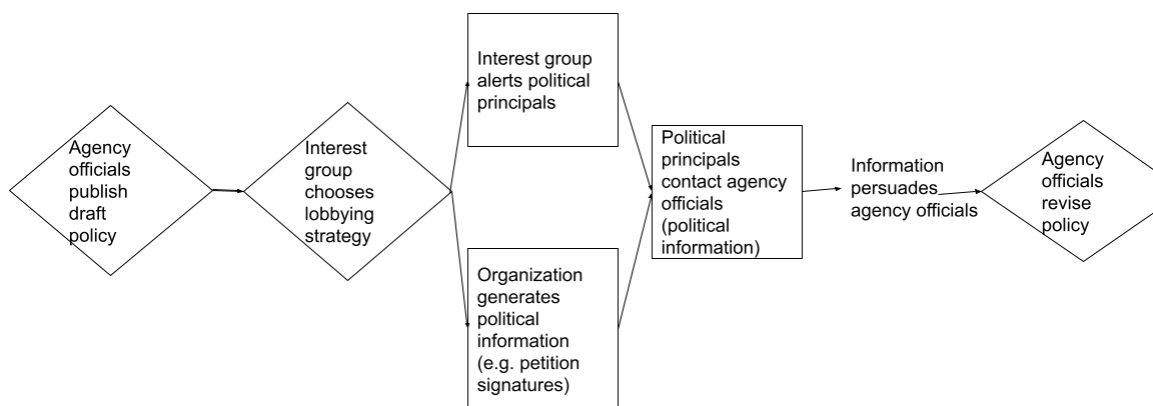 Agency
officials
publish
draft
policy
Interest
group
chooses
lobbying
strategy
Interest group
alerts political
principals
Organization
generates
political
information
(e.g. petition
signatures)
Political
principals
contact agency
officials
(political
information)
Information
persuades
agency officials
Agency
officials
revise
policy